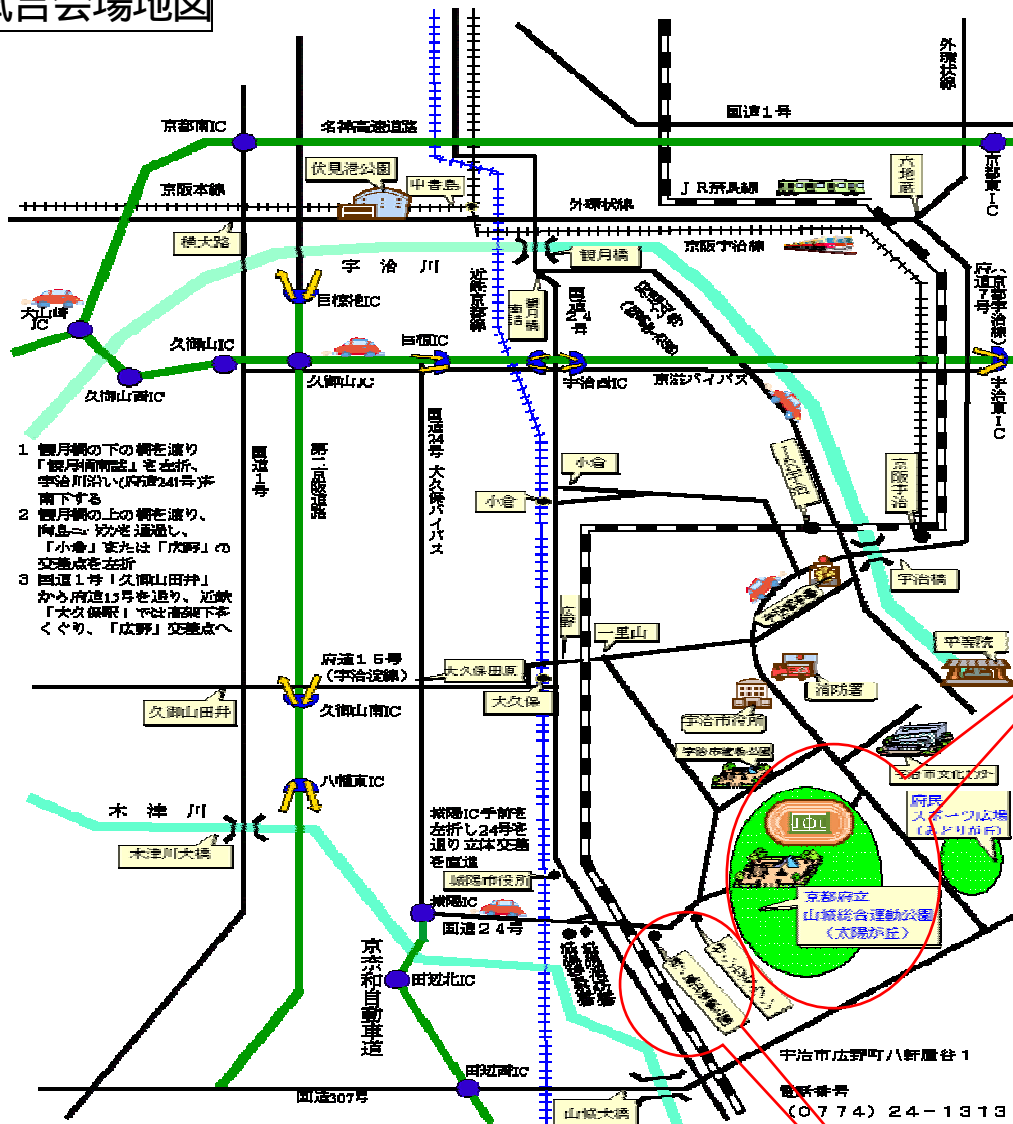 試合会場地図
外環状線
国道1号
京都南IC
名神高速道路
伏見港公園
六地蔵
京都東IC
京阪本線
中書島
JR奈良線
外環状線
横大路
宇治川
観月橋
京阪宇治線
府道7号
(京都宇治線)
近鉄京都線
観月橋南詰
国道24号
大山崎JC
巨椋池IC
久御山IC
巨椋IC
久御山JC
久御山西IC
宇治西IC
京滋バイパス
宇治東IC
1 観月橋の下の橋を渡り
「観月橋南詰」を左折、
宇治川沿い(府道241号)を
南下する
2 観月橋の上の橋を渡り、
を通過し、
「小倉」または「広野」の
交差点を左折
3 国道1号「久御山田井」
から府道15号を通り、近鉄
「大久保駅」では高架下を
くぐり、「広野」交差点へ
国道1号
第二京阪道路
国道24号 大久保バイパス
小倉
小倉
京阪宇治
宇治橋
広野
一里山
平等院
府道15号
(宇治淀線)
大久保田原
大久保
消防署
久御山田井
久御山南IC
宇治市役所
宇治市植物公園
宇治市文化センター
八幡東IC
府民
スポーツ広場
(みどりが丘)
木津川
木津川大橋
城陽IC手前を
左折し24号を
通り立体交差
を直進
城陽市役所
京都府立
山城総合運動公園
(太陽が丘)
城陽IC
国道24号
京奈和自動車道
田辺北IC
田辺西IC
国道307号
山城大橋
宇治市広野町八軒屋谷1
電話番号
(0774)24-1313